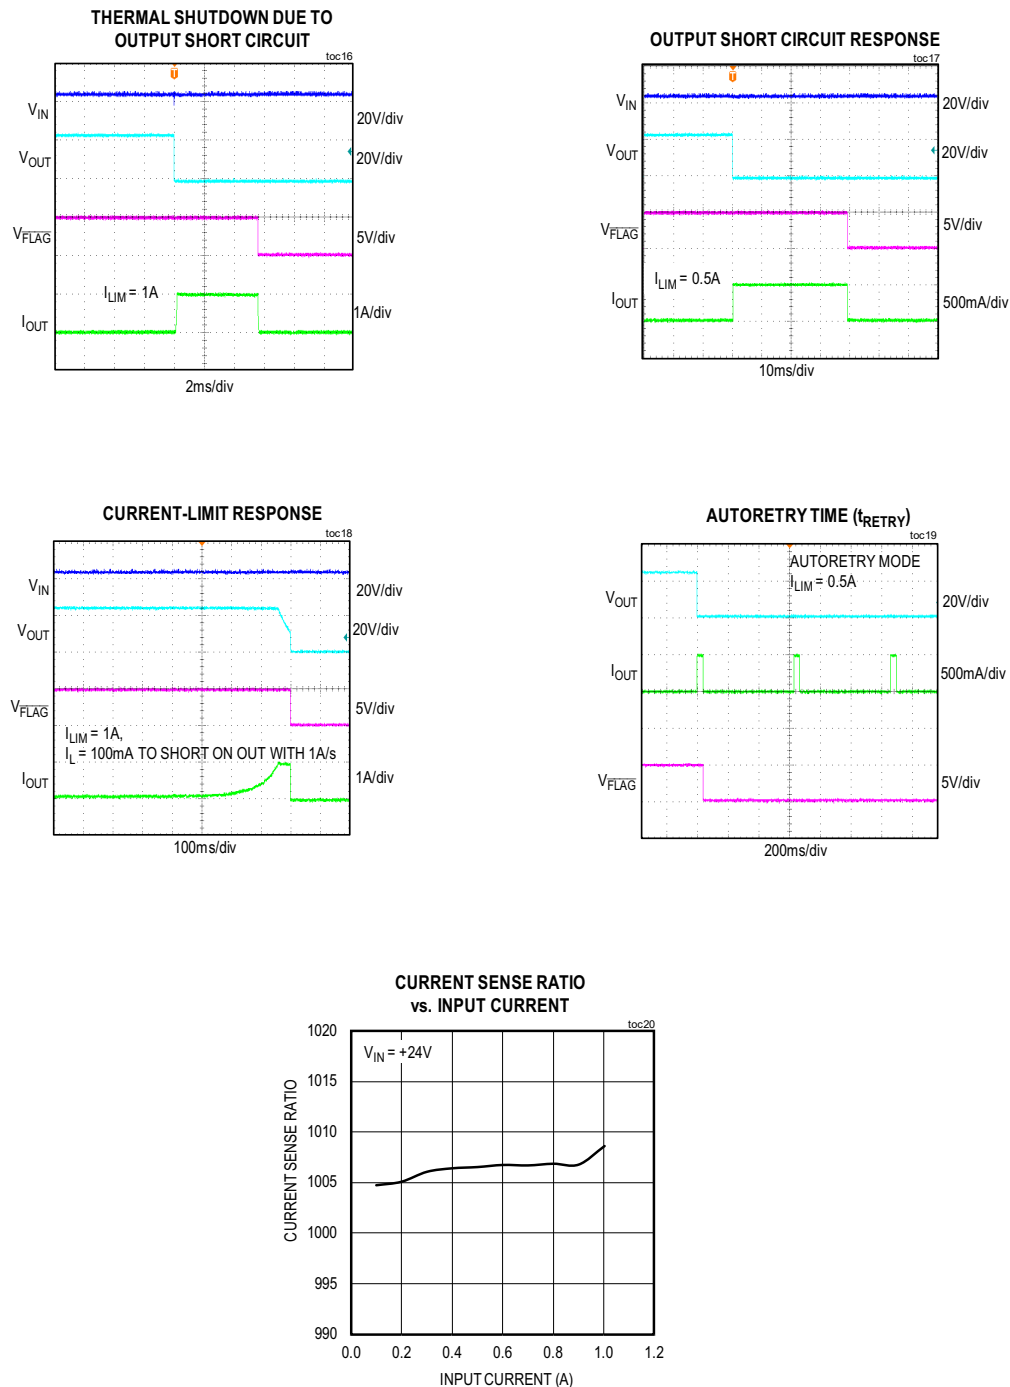 THERMAL SHUTDOWN DUE TO
OUTPUT SHORT CIRCUIT
toc16
T
VIN
20V/div
VOUT
20V/div
VFLAG
5V/div
ILIM = 1A
IOUT
1A/div
2ms/div
OUTPUT SHORT CIRCUIT RESPONSE
toc17
T
VIN
20V/div
VOUT
20V/div
VFLAG
5V/div
ILIM = 0.5A
IOUT
500mA/div
10ms/div
CURRENT-LIMIT RESPONSE
toc18
VIN
20V/div
VOUT
20V/div
VFLAG
5V/div
ILIM = 1A,
IL = 100mA TO SHORT ON OUT WITH 1A/s
IOUT
1A/div
100ms/div
AUTORETRY TIME (tRETRY)
toc19
AUTORETRY MODE
ILIM = 0.5A
VOUT
20V/div
IOUT
500mA/div
VFLAG
5V/div
200ms/div
CURRENT SENSE RATIO
vs. INPUT CURRENT
toc20
VIN = +24V
CURRENT SENSE RATIO
1020
1015
1010
1005
1000
995
990
0.0 0.2 0.4 0.6 0.8 1.0 1.2
INPUT CURRENT (A)